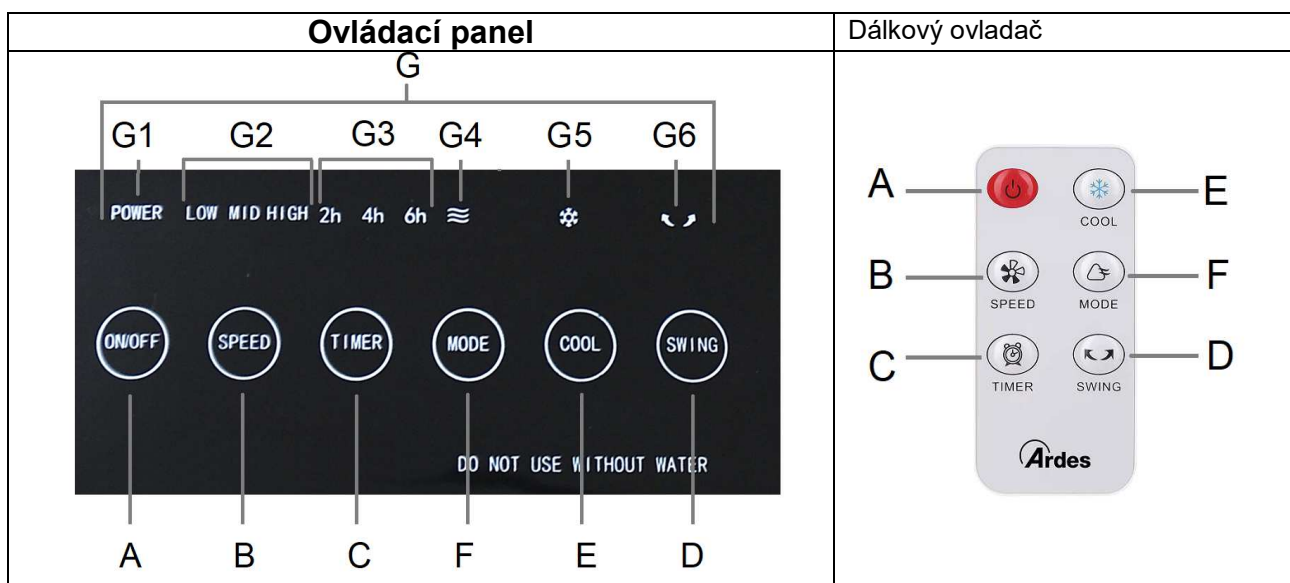 Ovládací panel
Dálkový ovladač
G
G1 G2 G3 G4 G5 G6
POWER LOW MID HIGH 2h 4h 6h
ON/OFF SPEED TIMER MODE COOL SWING
DO NOT USE WITHOUT WATER
A B C F E D
A E
COOL
B F
SPEED MODE
C D
TIMER SWING
Ardes